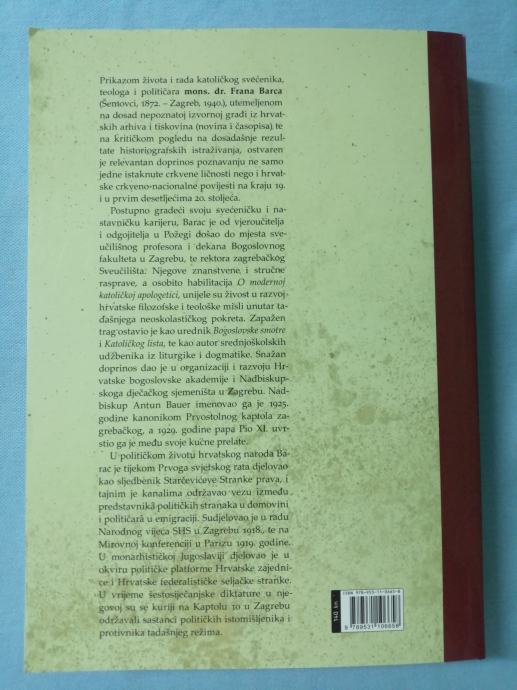 Prikazom života i rada katoličkog svećenika,
teologa i političara mons. dr. Frana Barca
(Šentovci, 1872. – Zagreb, 1940.), utemeljenom
na dosad nepoznatoj izvornoj građi iz hrvat-
skih arhiva i tiskovina (novina i časopisa) te
na kritičkom pogledu na dosadašnje rezul-
tate historiografskih istraživanja, ostvaren
je relevantan doprinos poznavanju ne samo
jedne istaknute crkvene ličnosti nego i hrvat-
ske crkveno-nacionalne povijesti na kraju 19.
i u prvim desetljećima 20. stoljeća.
Postupno gradeći svoju svećeničku i na-
stavničku karijeru, Barac je od vjeroučitelja
i odgojitelja u Požegi došao do mjesta sve-
učilišnog profesora i dekana Bogoslovnog
fakulteta u Zagrebu, te rektora zagrebačkog
Sveučilišta. Njegove znanstvene i stručne
rasprave, a osobito habilitacija O modernoj
katoličkoj apologetici, unijele su živost u razvoj
hrvatske filozofske i teološke misli unutar ta-
dašnjega neoskolastičkog pokreta. Zapažen
trag ostavio je kao urednik Bogoslovske smotre
i Katoličkog lista, te kao autor srednjoškolskih
udžbenika iz liturgike i dogmatike. Snažan
doprinos dao je u organizaciji i razvoju Hr-
vatske bogoslovske akademije i Nadbiskup-
skoga dječačkog sjemeništa u Zagrebu. Nad-
biskup Antun Bauer imenovao ga je 1925.
godine kanonikom Prvostolnog kaptola za-
grebačkog, a 1929. godine papa Pio XI. uvr-
stio ga je među svoje kućne prelate.
U političkom životu hrvatskog naroda Ba-
rac je tijekom Prvoga svjetskog rata djelovao
kao sljedbenik Starčevićeve Stranke prava, i
tajnim je kanalima održavao vezu između
predstavnika političkih stranaka u domovini
i političara u emigraciji. Sudjelovao je u radu
Narodnog vijeća SHS u Zagrebu 1918., te na
Mirovnoj konferenciji u Parizu 1919. godine.
U monarhističkoj Jugoslaviji djelovao je u
okviru političke platforme Hrvatske zajedni-
ce i Hrvatske federalističke seljačke stranke.
U vrijeme šestosiječanjske diktature u nje-
govoj su se kuriji na Kaptolu 10 u Zagrebu
održavali sastanci političkih istomišljenika i
protivnika tadašnjeg režima.
140 kn